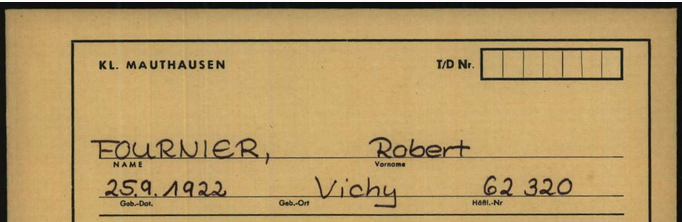 KL. MAUTHAUSEN T/D Nr.
FOURNIER, Robert
NAME Vorname
25.9.1922 Vichy 62 320
Geb.-Dat. Geb.-Ort Häftl.-Nr